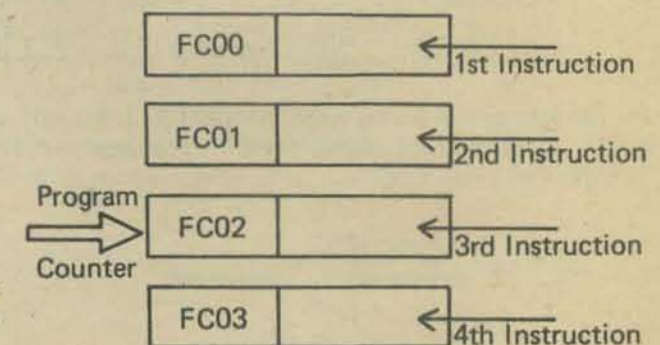 FC00
1st Instruction
FC01
2nd Instruction
Program
FC02
Counter
3rd Instruction
FC03
4th Instruction